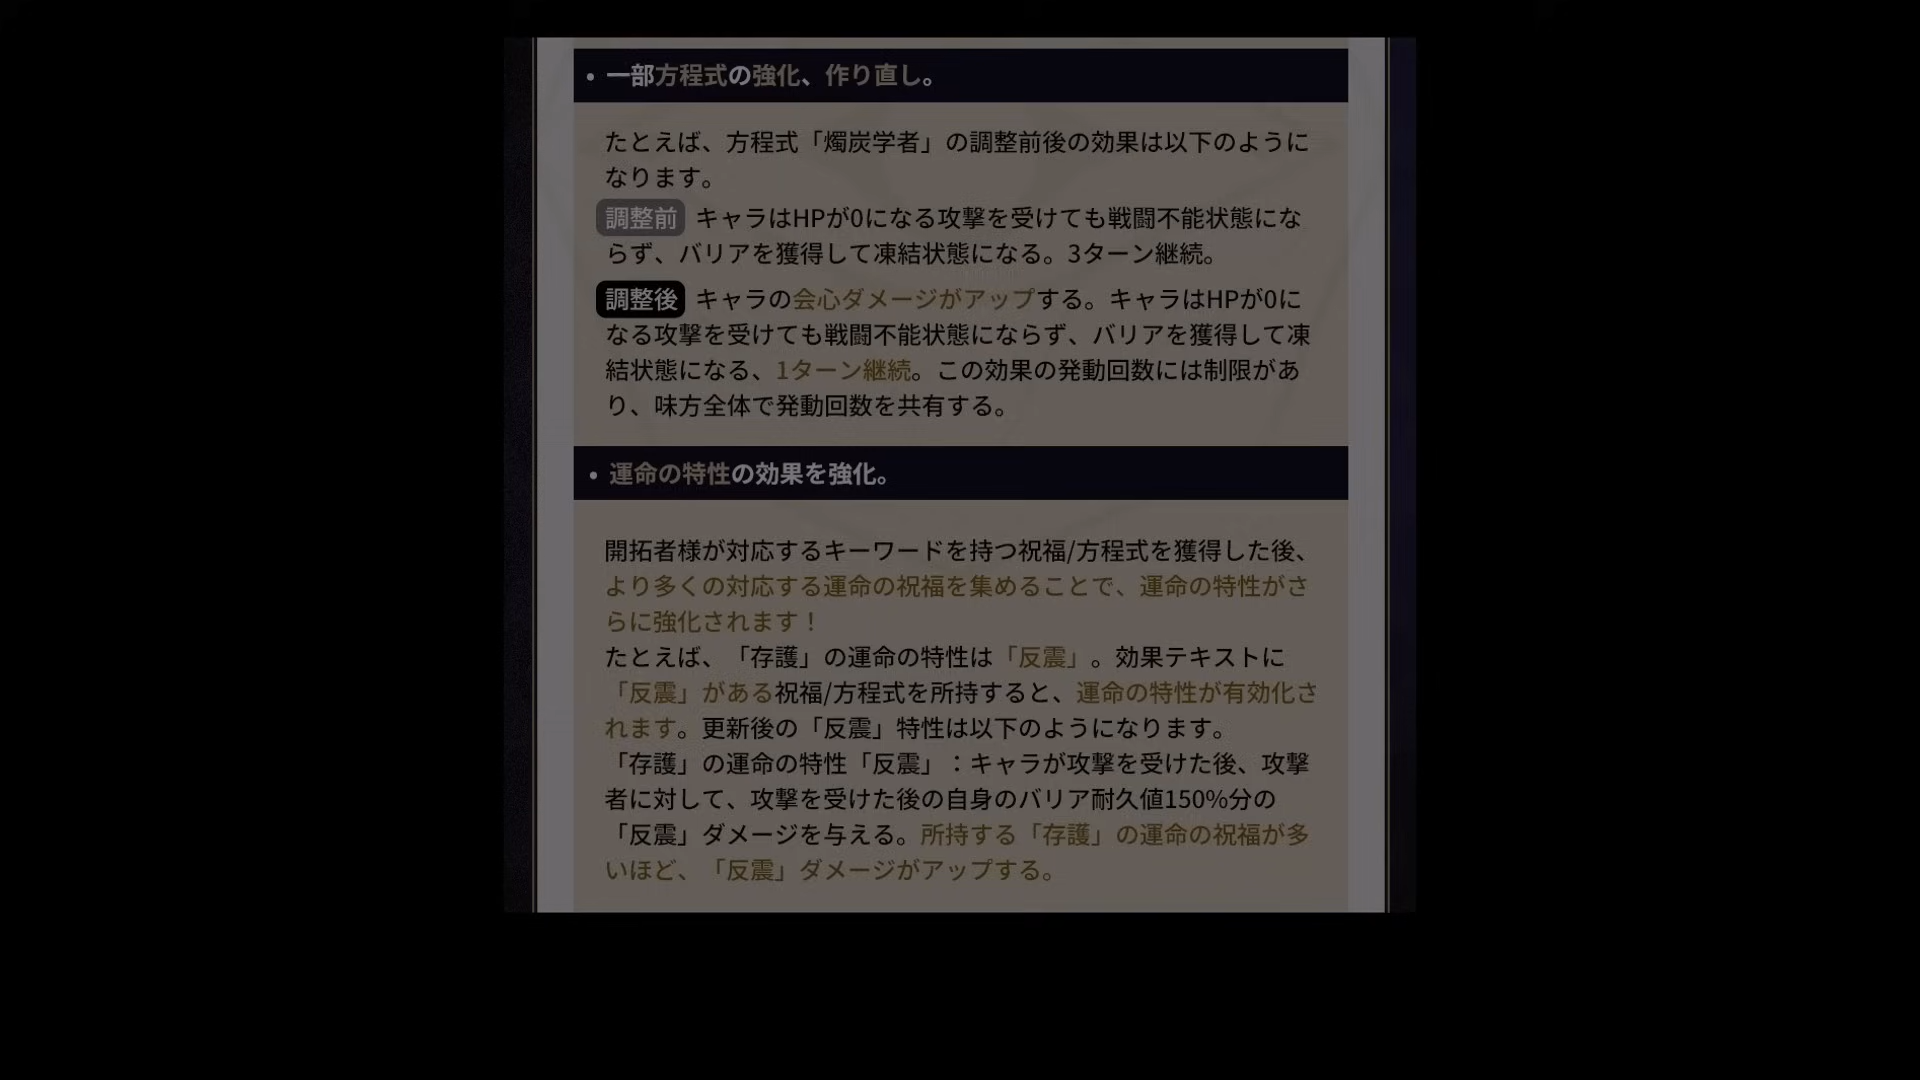 • 一部方程式の強化、作り直し。
たとえば、方程式「燭炭学者」の調整前後の効果は以下のように
なります。
調整前 キャラはHPが0になる攻撃を受けても戦闘不能状態にな
らず、バリアを獲得して凍結状態になる。3ターン継続。
調整後 キャラの会心ダメージがアップする。キャラはHPが0に
なる攻撃を受けても戦闘不能状態にならず、バリアを獲得して凍
結状態になる、1ターン継続。この効果の発動回数には制限があ
り、味方全体で発動回数を共有する。
• 運命の特性の効果を強化。
開拓者様が対応するキーワードを持つ祝福/方程式を獲得した後、
より多くの対応する運命の祝福を集めることで、運命の特性がさ
らに強化されます！
たとえば、「存護」の運命の特性は「反震」。効果テキストに
「反震」がある祝福/方程式を所持すると、運命の特性が有効化さ
れます。更新後の「反震」特性は以下のようになります。
「存護」の運命の特性「反震」：キャラが攻撃を受けた後、攻撃
者に対して、攻撃を受けた後の自身のバリア耐久値150%分の
「反震」ダメージを与える。所持する「存護」の運命の祝福が多
いほど、「反震」ダメージがアップする。